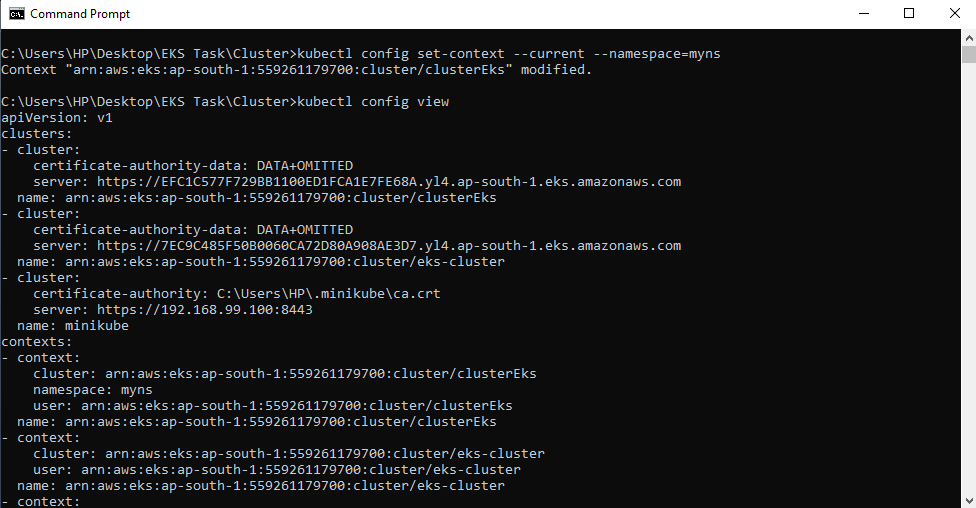 Command Prompt
C:\Users\HP\Desktop\EKS Task\Cluster>kubectl config set-context --current --namespace=myns
Context "arn:aws:eks:ap-south-1:559261179700:cluster/clusterEks" modified.
C:\Users\HP\Desktop\EKS Task\Cluster>kubectl config view
apiVersion: v1
clusters:
- cluster:
    certificate-authority-data: DATA+OMITTED
    server: https://EFC1C577F729BB1100ED1FCA1E7FE68A.yl4.ap-south-1.eks.amazonaws.com
  name: arn:aws:eks:ap-south-1:559261179700:cluster/clusterEks
- cluster:
    certificate-authority-data: DATA+OMITTED
    server: https://7EC9C485F50B0060CA72D80A908AE3D7.yl4.ap-south-1.eks.amazonaws.com
  name: arn:aws:eks:ap-south-1:559261179700:cluster/eks-cluster
- cluster:
    certificate-authority: C:\Users\HP\.minikube\ca.crt
    server: https://192.168.99.100:8443
  name: minikube
contexts:
- context:
    cluster: arn:aws:eks:ap-south-1:559261179700:cluster/clusterEks
    namespace: myns
    user: arn:aws:eks:ap-south-1:559261179700:cluster/clusterEks
  name: arn:aws:eks:ap-south-1:559261179700:cluster/clusterEks
- context:
    cluster: arn:aws:eks:ap-south-1:559261179700:cluster/eks-cluster
    user: arn:aws:eks:ap-south-1:559261179700:cluster/eks-cluster
  name: arn:aws:eks:ap-south-1:559261179700:cluster/eks-cluster
- context: